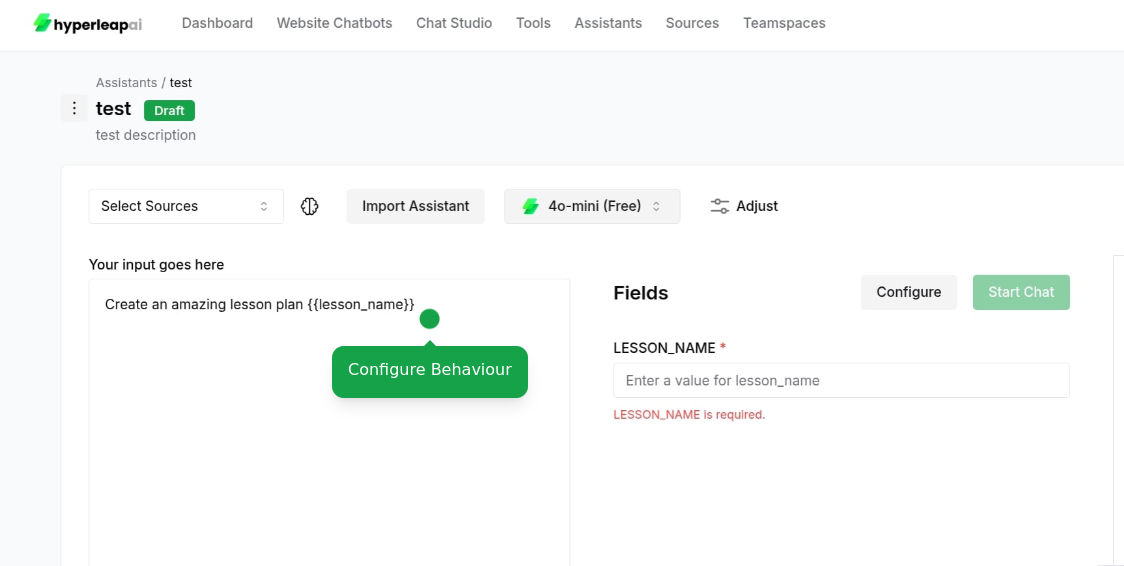 hyperleapai Dashboard Website Chatbots Chat Studio Tools Assistants Sources Teamspaces
Assistants / test
test Draft
test description
Select Sources Import Assistant 4o-mini (Free) Adjust
Your input goes here
Create an amazing lesson plan {{lesson_name}}
Configure Behaviour
Fields Configure Start Chat
LESSON_NAME *
Enter a value for lesson_name
LESSON_NAME is required.